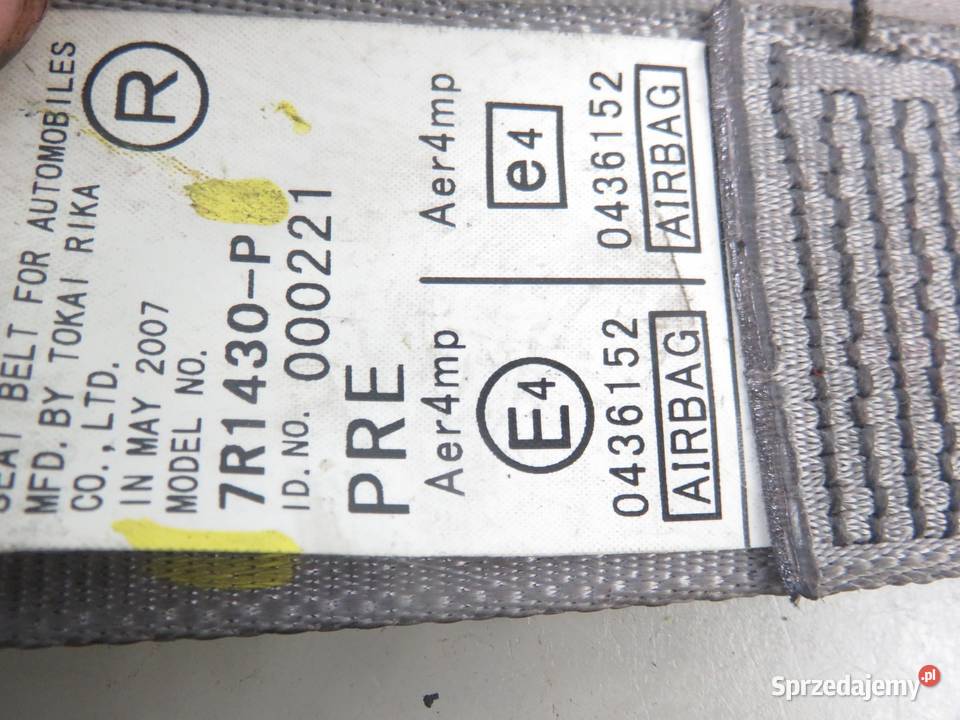 SEAT BELT FOR AUTOMOBILES
MFD. BY TOKAI RIKA
CO., LTD.
IN MAY 2007
MODEL NO.
R
7R1430-P
ID. NO. 000221
PRE
Aer4mp
E4
0436152
AIRBAG
Aer4mp
e4
0436152
AIRBAG
Sprzedajemy.pl